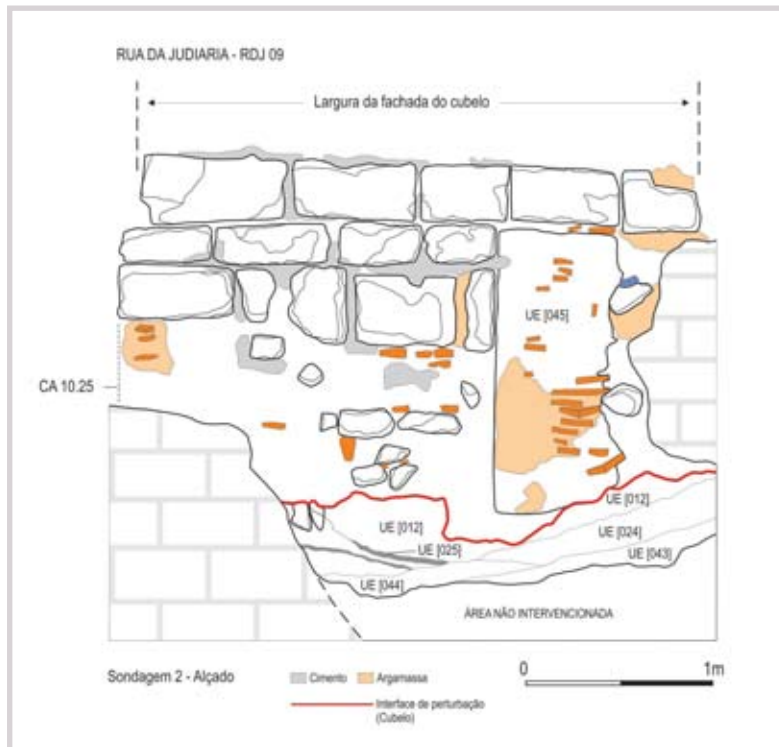 RUA DA JUDIARIA - RDJ 09
Largura da fachada do cubelo
UE [045]
CA 10.25
UE [012]
UE [012]
UE [024]
UE [025]
UE [043]
UE [044]
ÁREA NÃO INTERVENCIONADA
Sondagem 2 - Alçado
Cimento
Argamassa
0
1m
Interface de perturbação
(Cubelo)